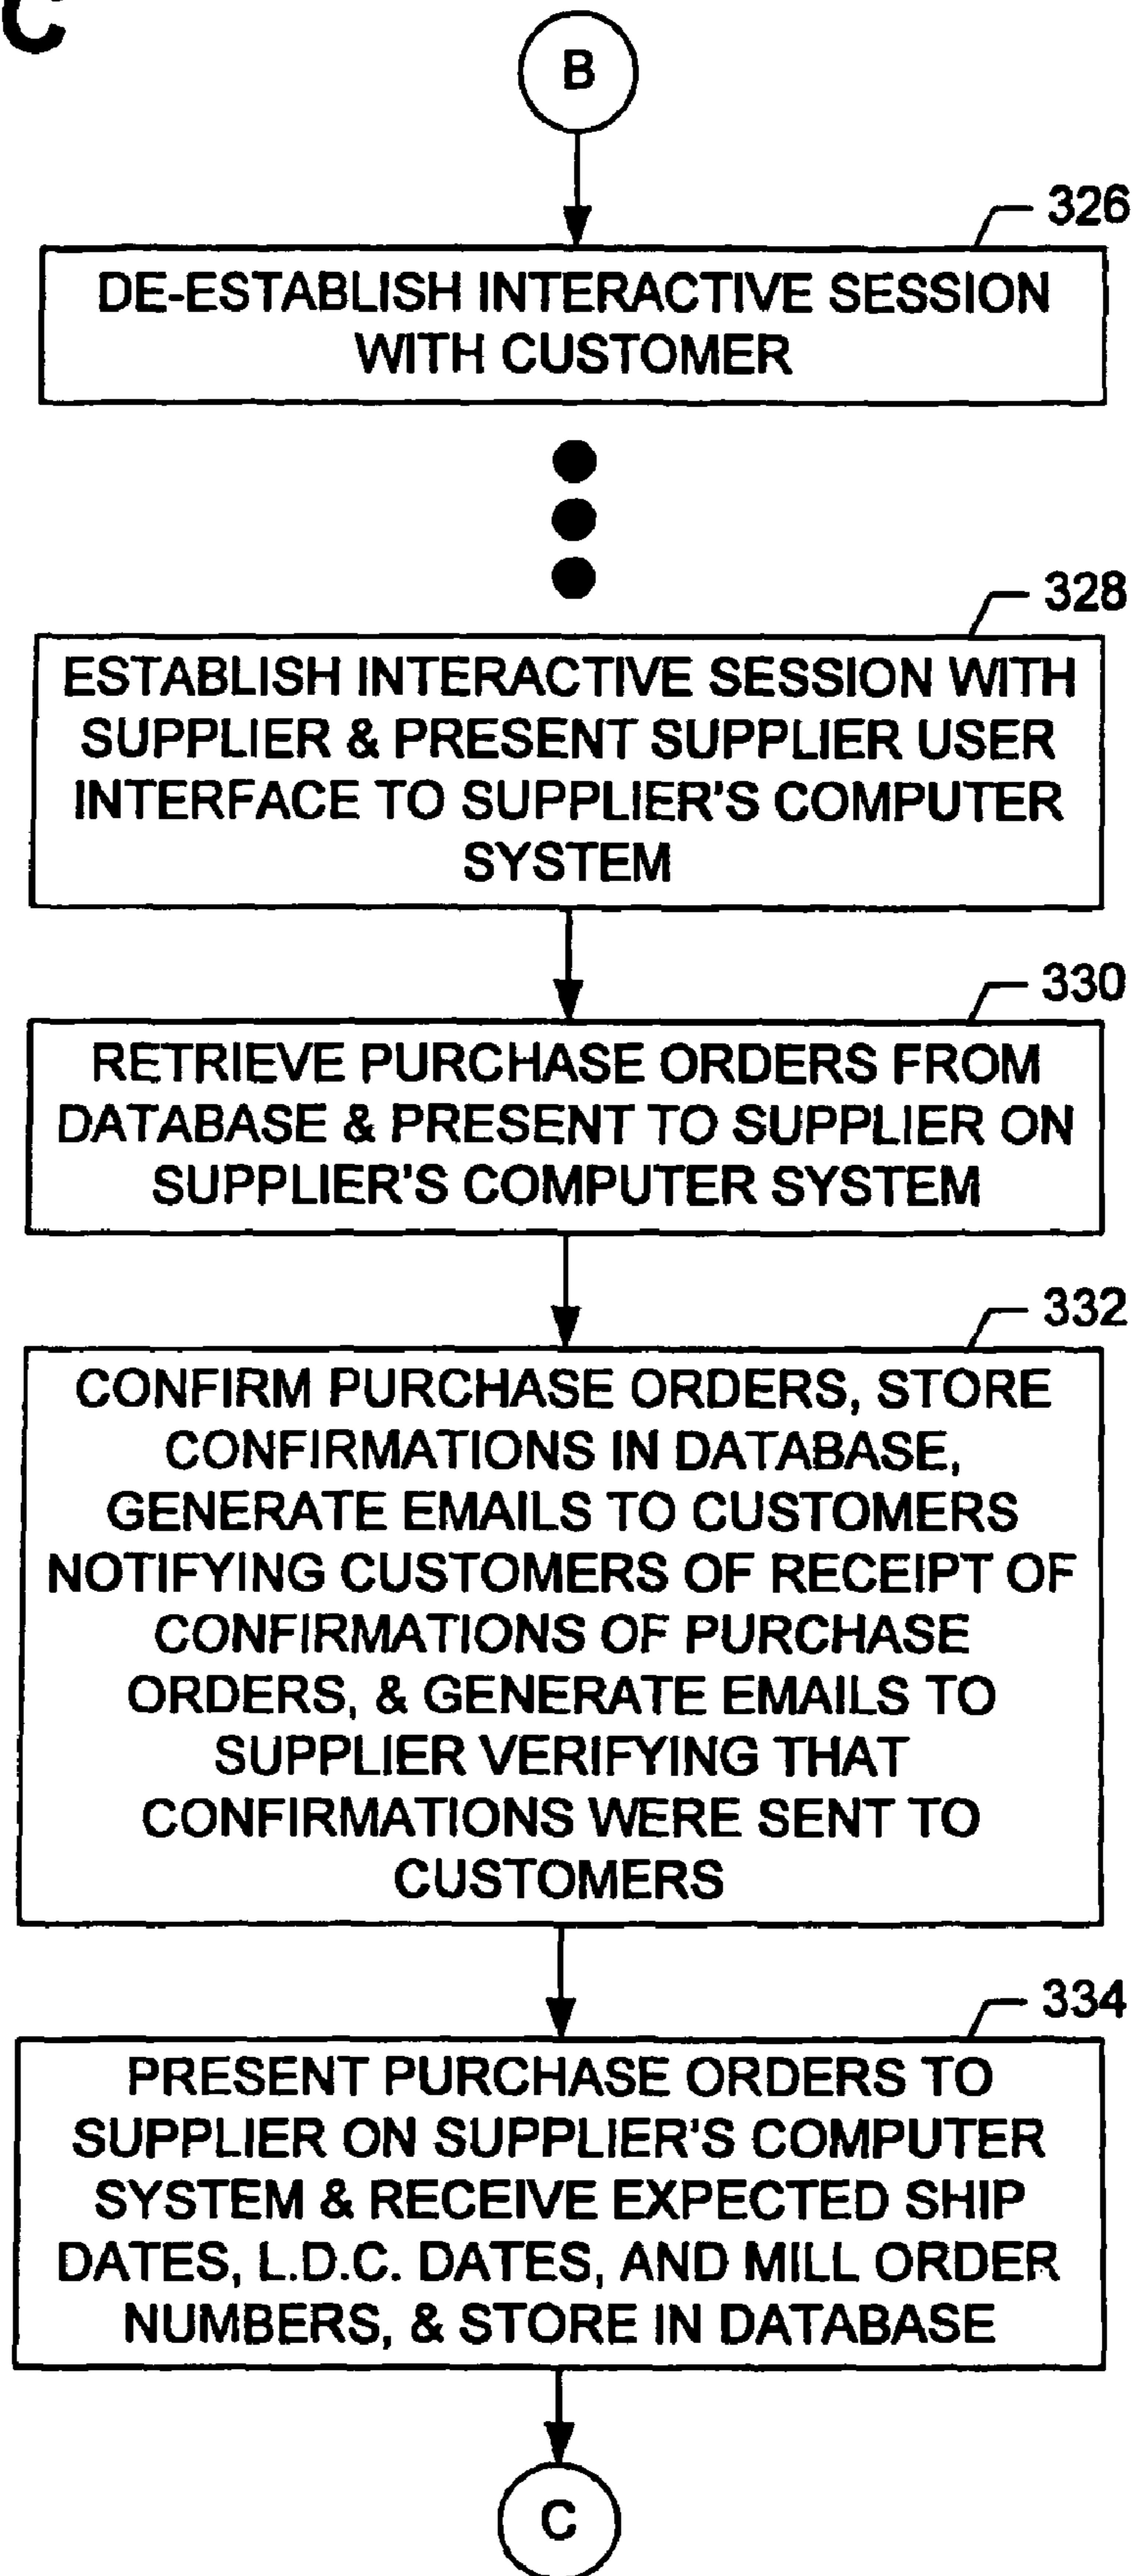 C
B
326
DE-ESTABLISH INTERACTIVE SESSION
WITH CUSTOMER
328
ESTABLISH INTERACTIVE SESSION WITH
SUPPLIER & PRESENT SUPPLIER USER
INTERFACE TO SUPPLIER'S COMPUTER
SYSTEM
330
RETRIEVE PURCHASE ORDERS FROM
DATABASE & PRESENT TO SUPPLIER ON
SUPPLIER'S COMPUTER SYSTEM
332
CONFIRM PURCHASE ORDERS, STORE
CONFIRMATIONS IN DATABASE,
GENERATE EMAILS TO CUSTOMERS
NOTIFYING CUSTOMERS OF RECEIPT OF
CONFIRMATIONS OF PURCHASE
ORDERS, & GENERATE EMAILS TO
SUPPLIER VERIFYING THAT
CONFIRMATIONS WERE SENT TO
CUSTOMERS
334
PRESENT PURCHASE ORDERS TO
SUPPLIER ON SUPPLIER'S COMPUTER
SYSTEM & RECEIVE EXPECTED SHIP
DATES, L.D.C. DATES, AND MILL ORDER
NUMBERS, & STORE IN DATABASE
C